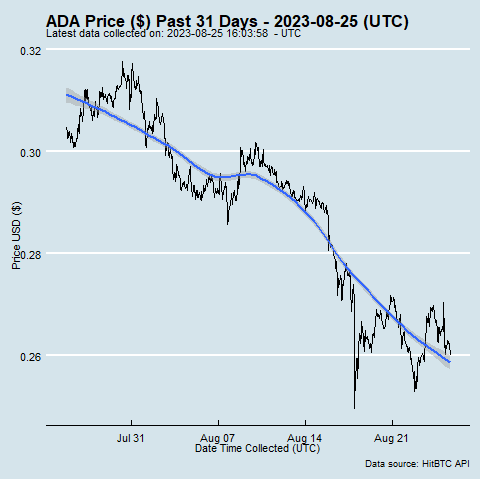 ADA Price ($) Past 31 Days - 2023-08-25 (UTC)
Latest data collected on: 2023-08-25 16:03:58 - UTC
0.32
0.30
0.28
0.26
Price USD ($)
Jul 31 Aug 07 Aug 14 Aug 21
Date Time Collected (UTC)
Data source: HitBTC API